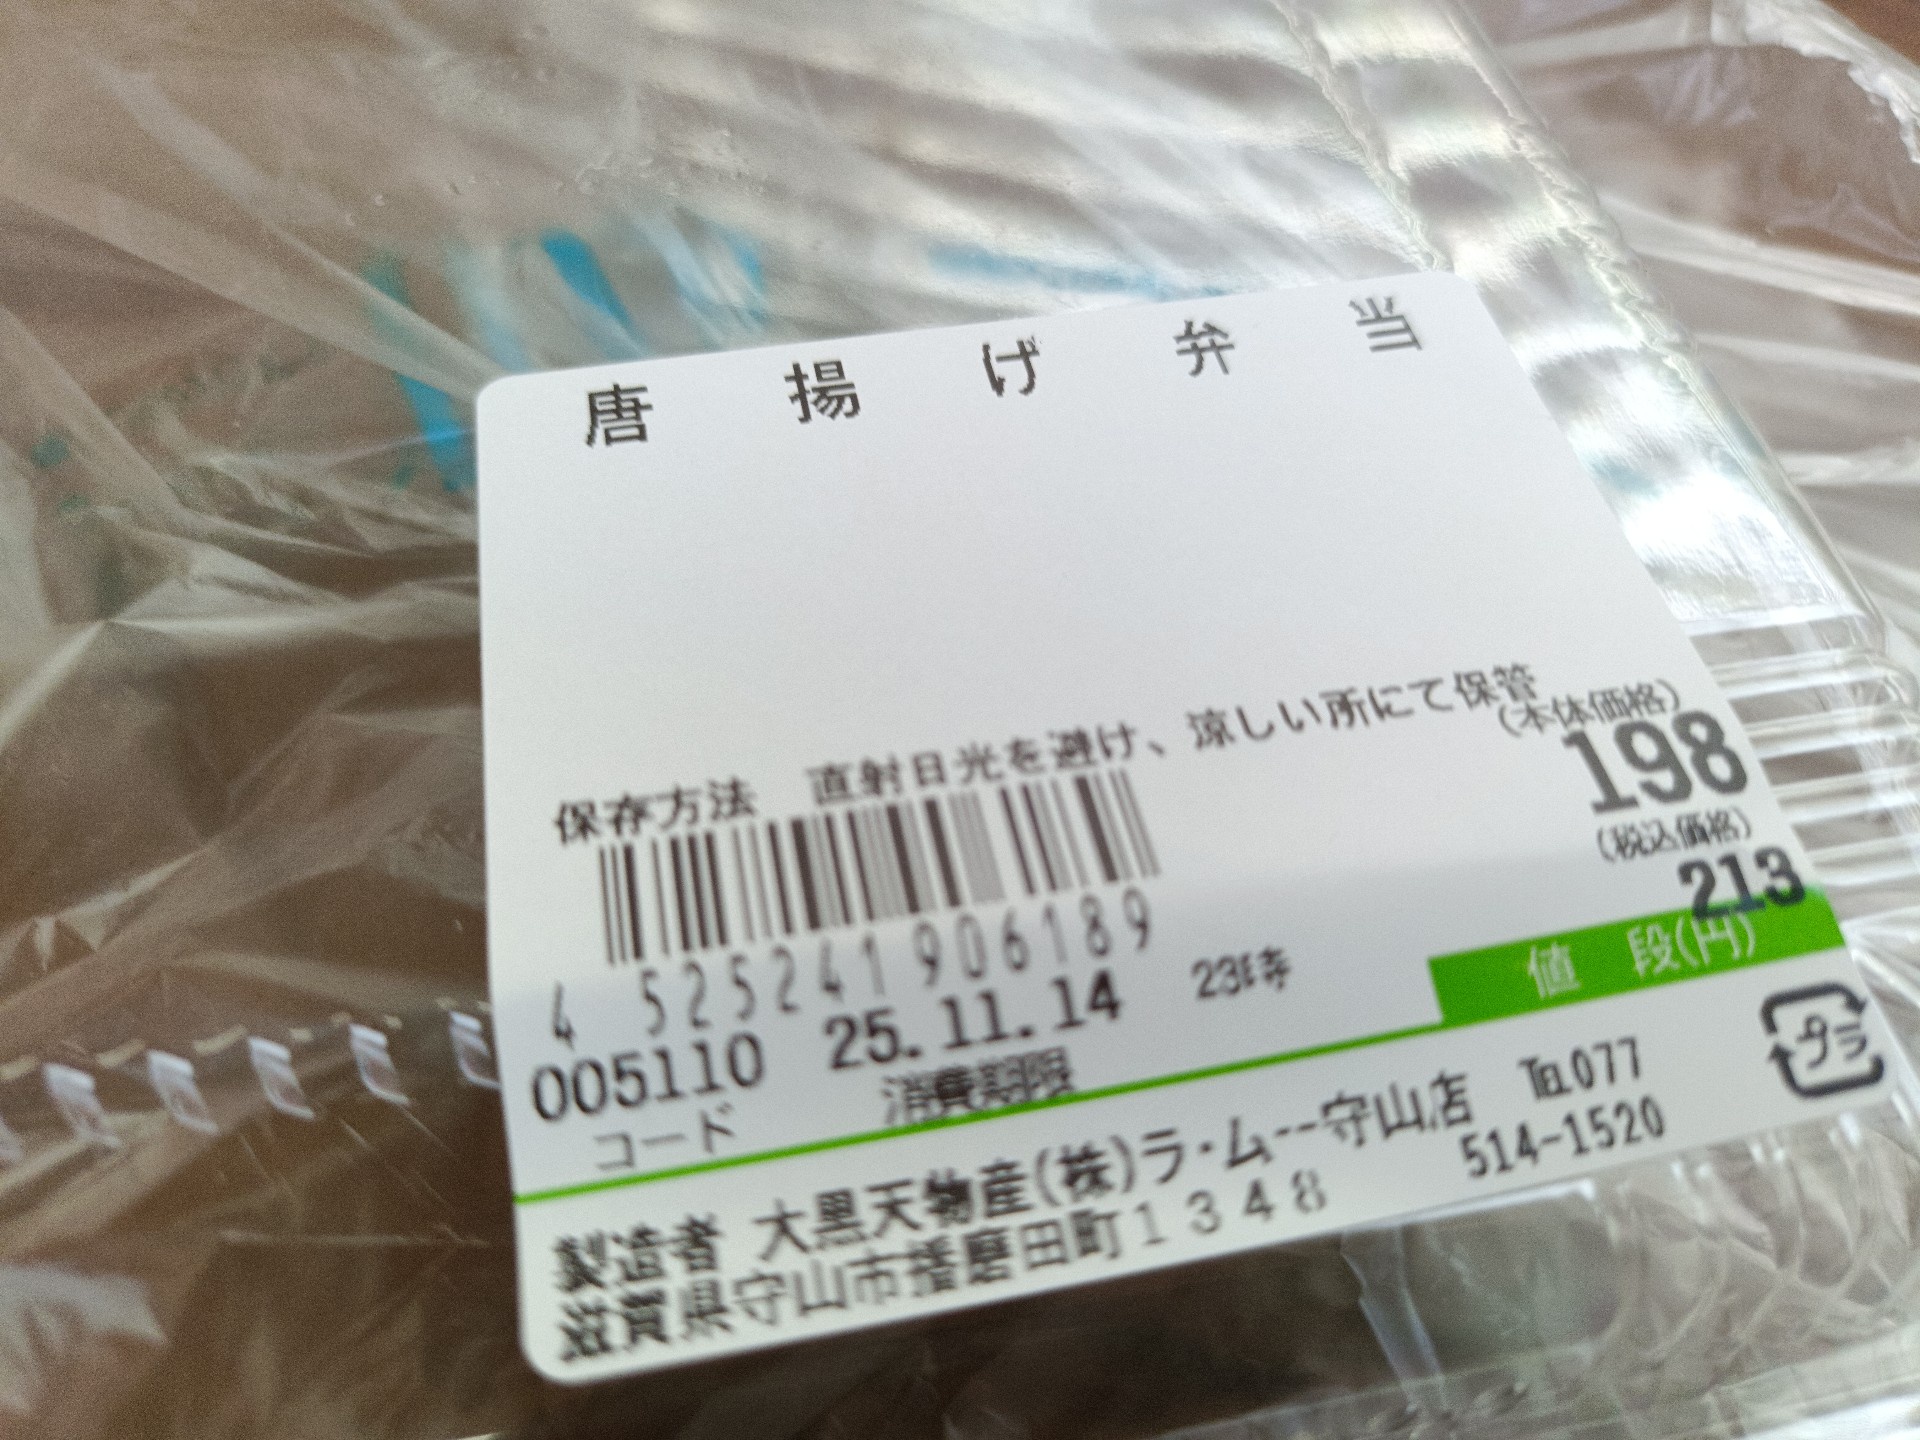 唐揚げ弁当
保存方法　直射日光を避け、涼しい所にて保管
(本体価格)
198
(税込価格)
213
値段(円)
4 525241 906189
005110 25.11.14 23時
コード 消費期限
プラ
製造者 大黒天物産(株)ラ・ム--守山店 TEL077
滋賀県守山市播磨田町1348 514-1520